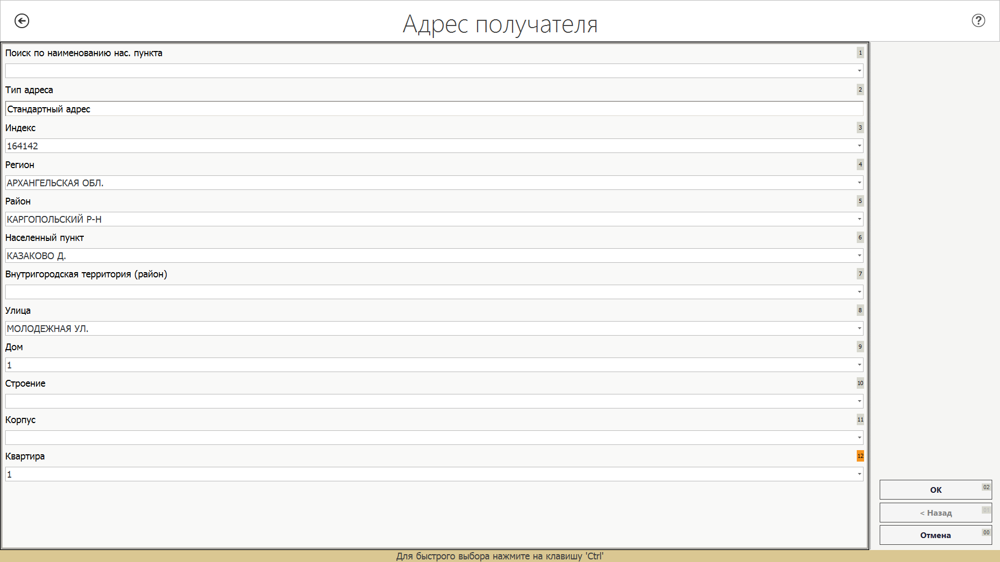 Адрес получателя
?
Поиск по наименованию нас. пункта
1
Тип адреса
2
Стандартный адрес
Индекс
3
164142
Регион
4
АРХАНГЕЛЬСКАЯ ОБЛ.
Район
5
КАРГОПОЛЬСКИЙ Р-Н
Населенный пункт
6
КАЗАКОВО Д.
Внутригородская территория (район)
7
Улица
8
МОЛОДЕЖНАЯ УЛ.
Дом
9
1
Строение
10
Корпус
11
Квартира
12
1
ОК
02
< Назад
01
Отмена
00
Для быстрого выбора нажмите на клавишу 'Ctrl'